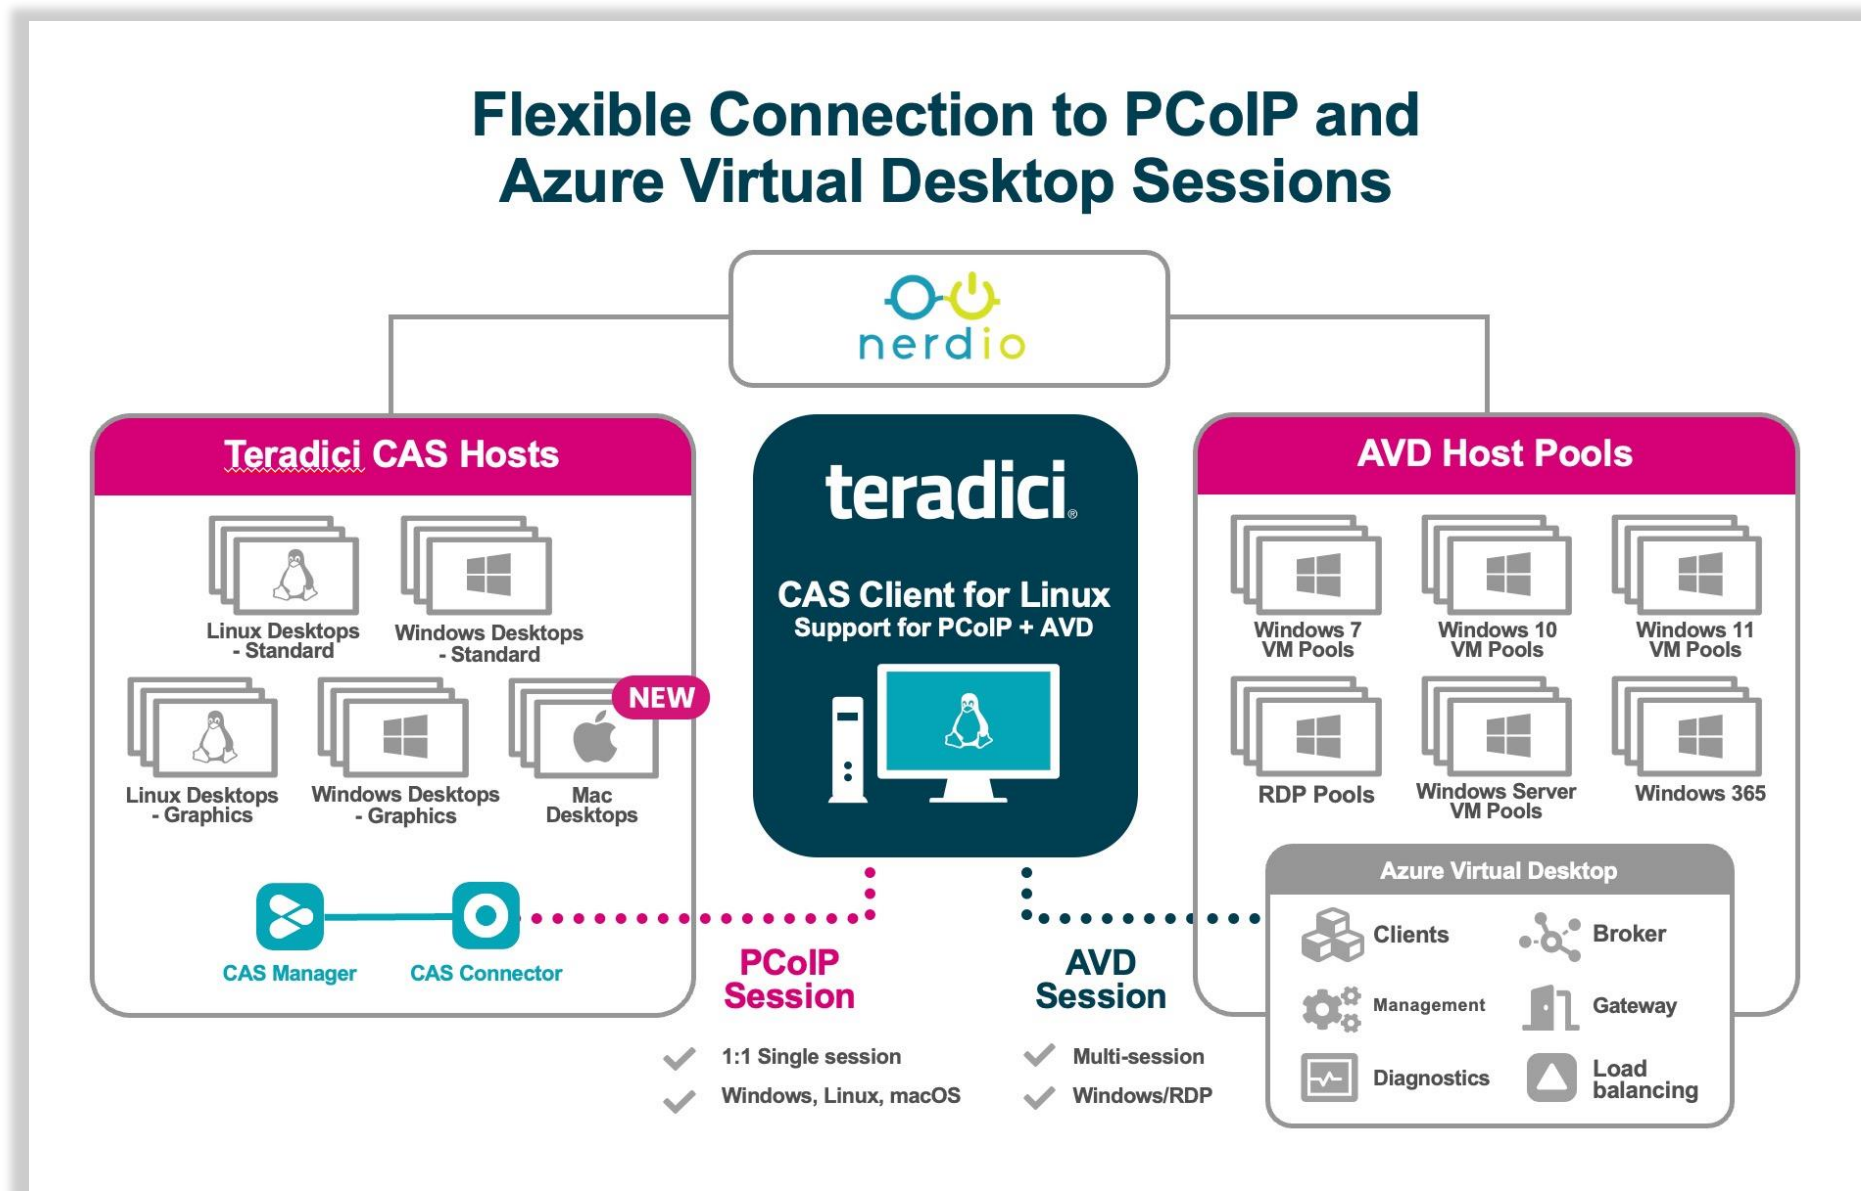 Flexible Connection to PCoIP and
Azure Virtual Desktop Sessions
nerdio
Teradici CAS Hosts
Linux Desktops
- Standard
Windows Desktops
- Standard
NEW
Linux Desktops
- Graphics
Windows Desktops
- Graphics
Mac
Desktops
CAS Manager
CAS Connector
teradici®
CAS Client for Linux
Support for PCoIP + AVD
PCoIP
Session
1:1 Single session
Windows, Linux, macOS
AVD
Session
Multi-session
Windows/RDP
AVD Host Pools
Windows 7
VM Pools
Windows 10
VM Pools
Windows 11
VM Pools
RDP Pools
Windows Server
VM Pools
Windows 365
Azure Virtual Desktop
Clients
Broker
Management
Gateway
Diagnostics
Load
balancing